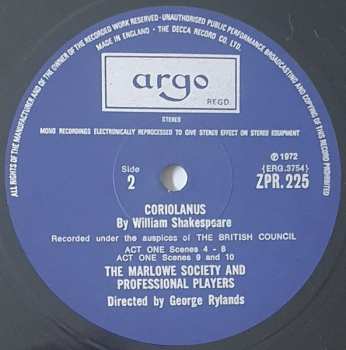 ALL RIGHTS OF THE MANUFACTURER AND OF THE OWNER OF THE RECORDED WORK RESERVED. UNAUTHORISED PUBLIC PERFORMANCE BROADCASTING AND COPYING OF THIS RECORD PROHIBITED
MADE IN ENGLAND. · THE DECCA RECORD CO. LTD.
argo
REGD
STEREO
MONO RECORDINGS ELECTRONICALLY REPROCESSED TO GIVE STEREO EFFECT ON STEREO EQUIPMENT
Side
2
℗ 1972
(ERG.3754)
ZPR.225
CORIOLANUS
By William Shakespeare
Recorded under the auspices of THE BRITISH COUNCIL
ACT ONE Scenes 4 - 8
ACT ONE Scenes 9 and 10
THE MARLOWE SOCIETY AND
PROFESSIONAL PLAYERS
Directed by George Rylands